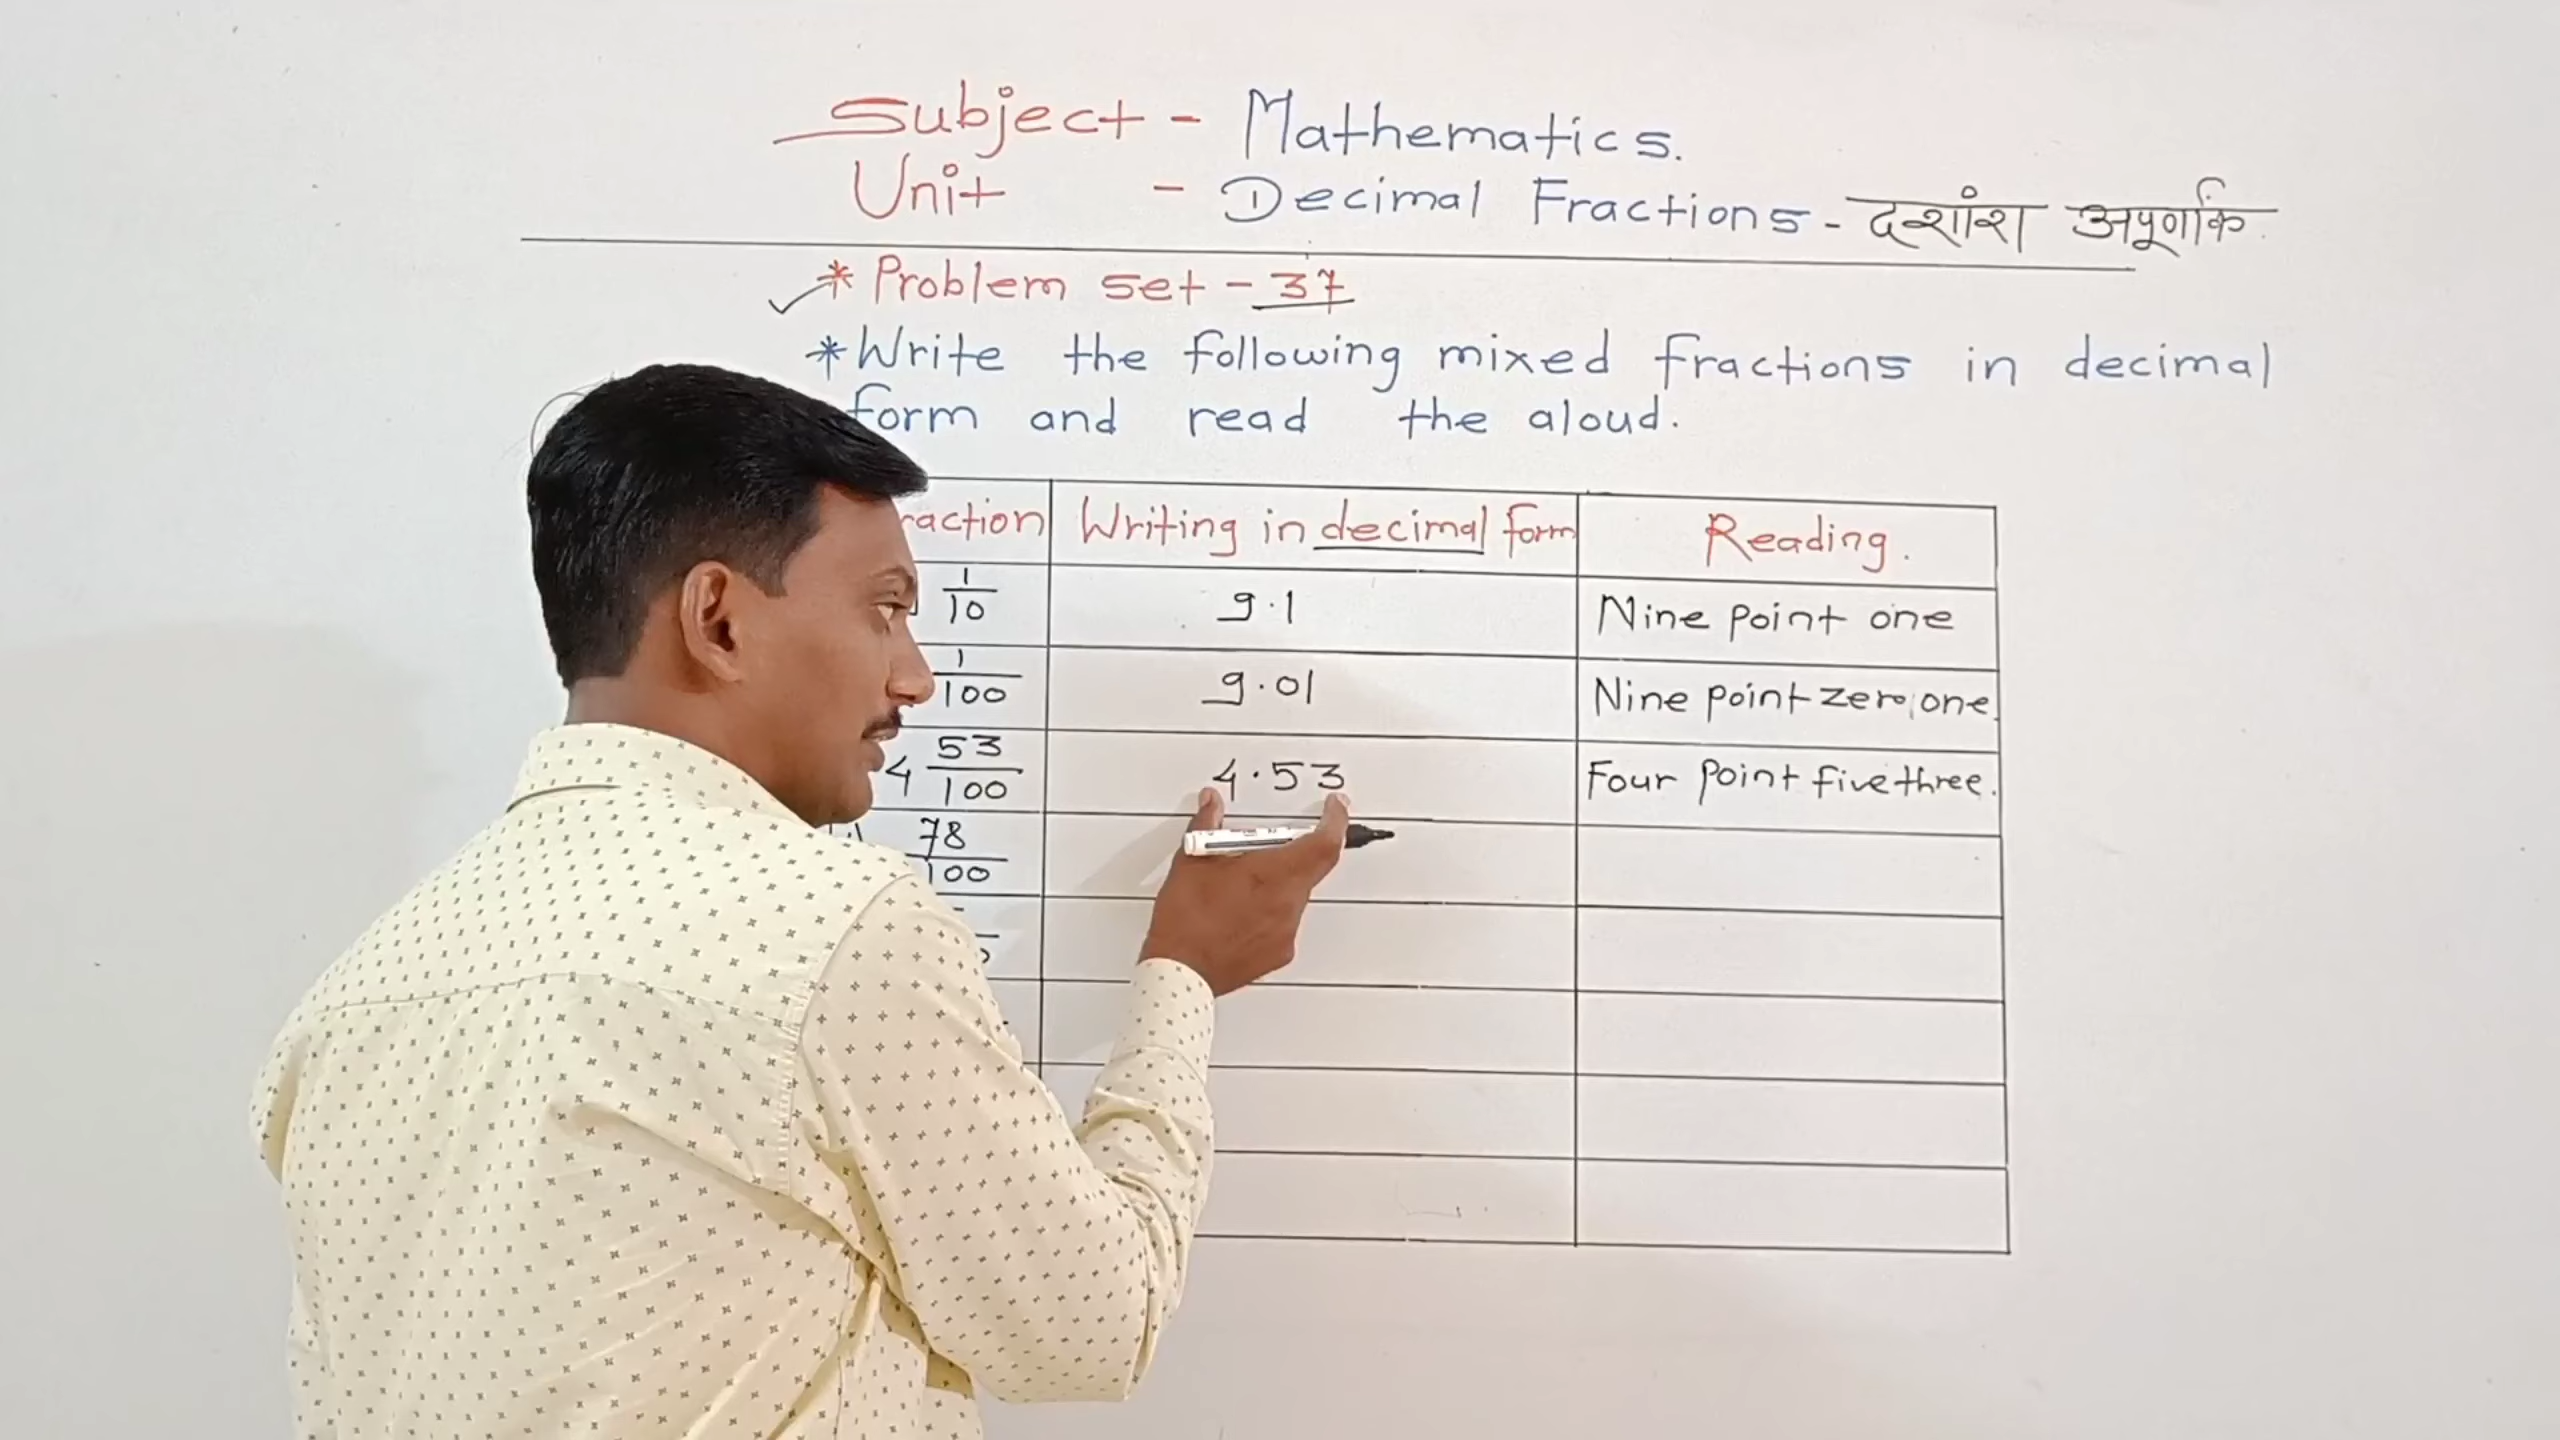 Subject - Mathematics.
Unit - Decimal Fractions - दशांश अपूर्णांक.
* Problem set - 37
* Write the following mixed fractions in decimal
form and read the aloud.
raction Writing in decimal form Reading.
1/10 9.1 Nine point one
1/100 9.01 Nine point zero one.
4 53/100 4.53 Four point five three.
78/100